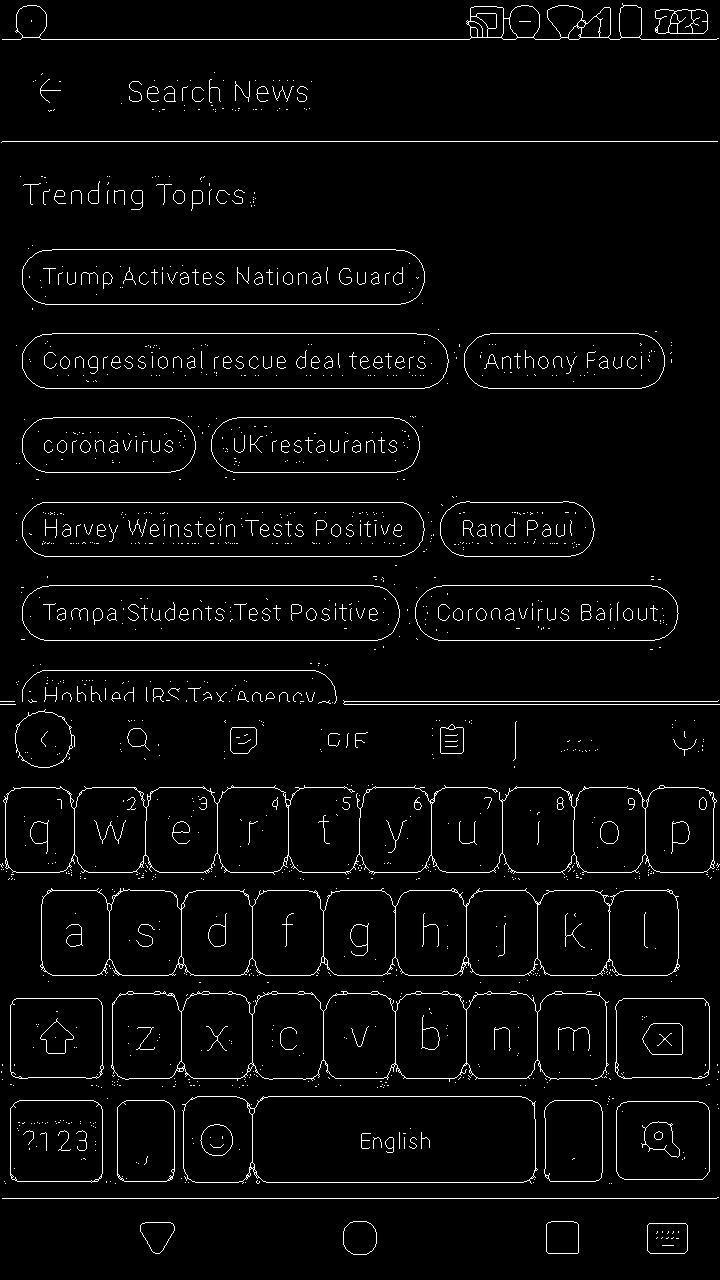 7:23
Search News
Trending Topics
Trump Activates National Guard
Congressional rescue deal teeters Anthony Fauci
coronavirus UK restaurants
Harvey Weinstein Tests Positive Rand Paul
Tampa Students Test Positive Coronavirus Bailout
Hobbled IRS Tax Agency
GIF
1 2 3 4 5 6 7 8 9 0
q w e r t y u i o p
a s d f g h j k l
z x c v b n m
?123 , English .